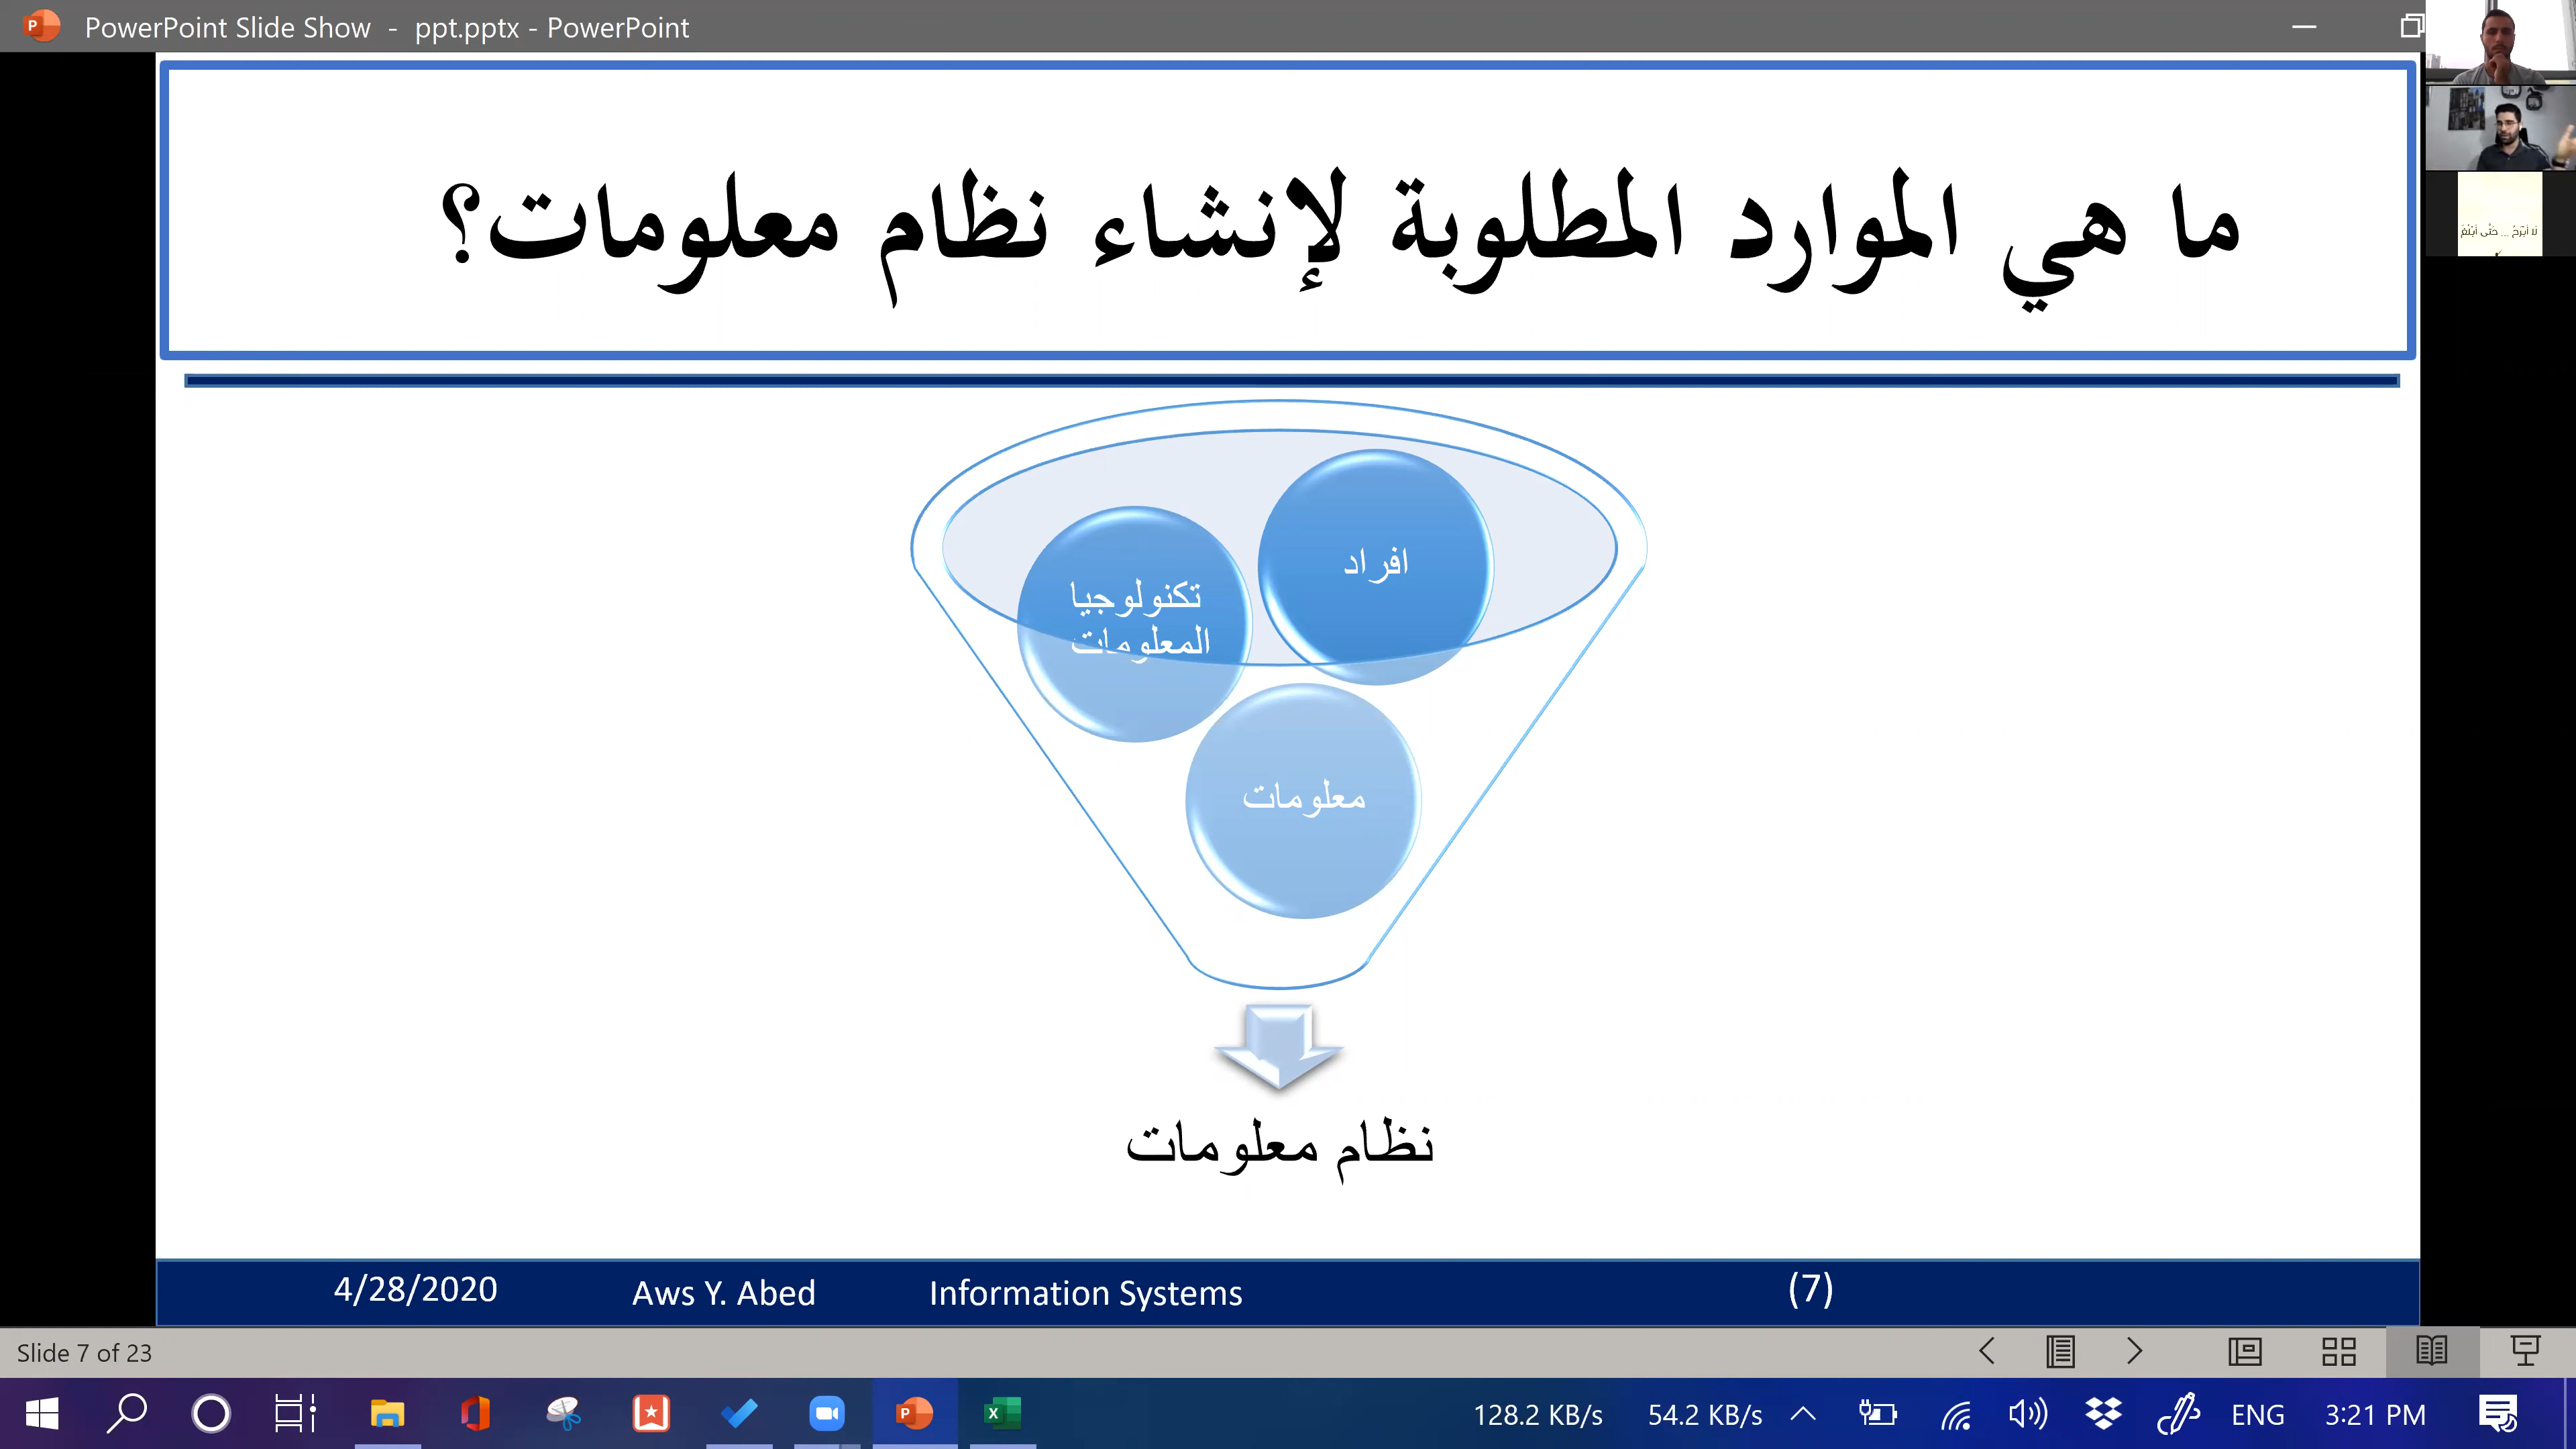 PowerPoint Slide Show - ppt.pptx - PowerPoint
ما هي الموارد المطلوبة لإنشاء نظام معلومات؟
افراد
تكنولوجيا
المعلومات
معلومات
نظام معلومات
4/28/2020 Aws Y. Abed Information Systems (7)
Slide 7 of 23
128.2 KB/s 54.2 KB/s ENG 3:21 PM